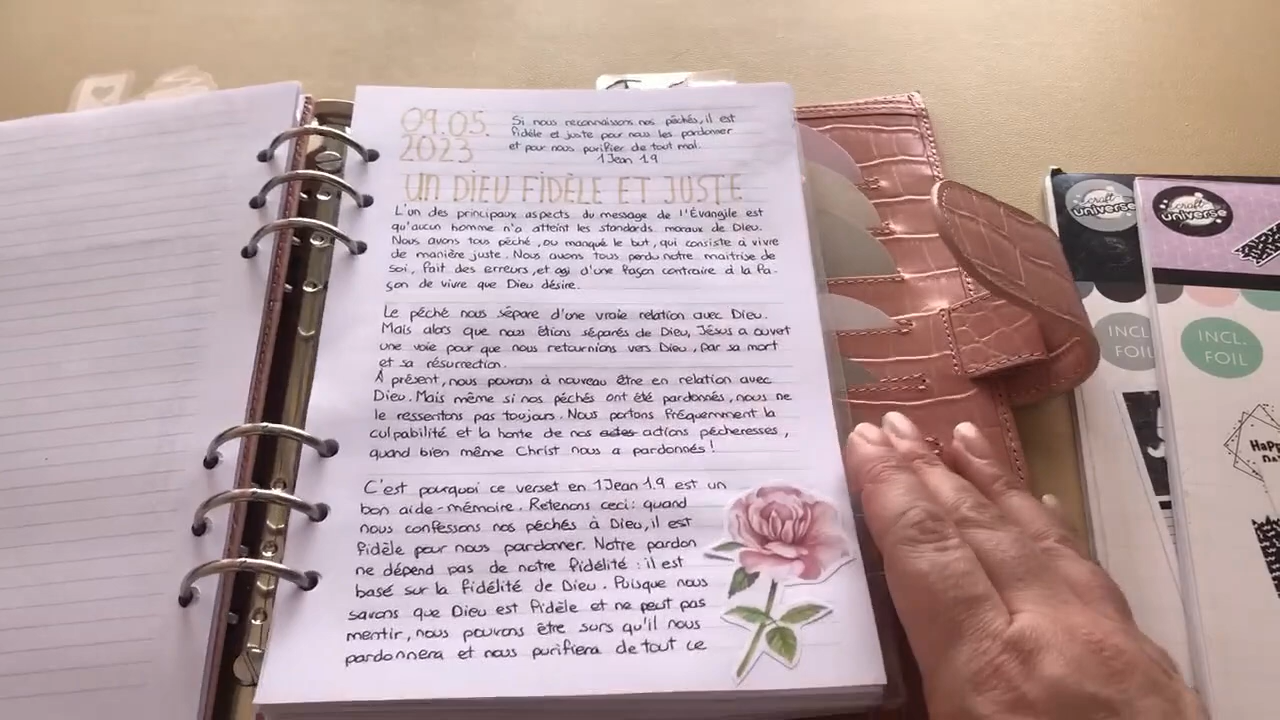 09.05.
2023
Si nous reconnaissons nos péchés, il est
fidèle et juste pour nous les pardonner
et pour nous purifier de tout mal.
1 Jean 1.9
UN DIEU FIDÈLE ET JUSTE
L'un des principaux aspects du message de l'Évangile est
qu'aucun homme n'a atteint les standards moraux de Dieu.
Nous avons tous péché, ou manqué le but, qui consiste à vivre
de manière juste. Nous avons tous perdu notre maîtrise de
soi, fait des erreurs, et agi d'une façon contraire à la fa-
çon de vivre que Dieu désire.
Le péché nous sépare d'une vraie relation avec Dieu.
Mais alors que nous étions séparés de Dieu, Jésus a ouvert
une voie pour que nous retournions vers Dieu, par sa mort
et sa résurrection.
À présent, nous pouvons à nouveau être en relation avec
Dieu. Mais même si nos péchés ont été pardonnés, nous ne
le ressentons pas toujours. Nous portons fréquemment la
culpabilité et la honte de nos actes actions pécheresses,
quand bien même Christ nous a pardonnés !
C'est pourquoi ce verset en 1 Jean 1.9 est un
bon aide-mémoire. Retenons ceci : quand
nous confessons nos péchés à Dieu, il est
fidèle pour nous pardonner. Notre pardon
ne dépend pas de notre fidélité : il est
basé sur la fidélité de Dieu. Puisque nous
savons que Dieu est fidèle et ne peut pas
mentir, nous pouvons être surs qu'il nous
pardonnera et nous purifiera de tout ce
craft
universe
INCL.
FOIL
craft
universe
INCL.
FOIL